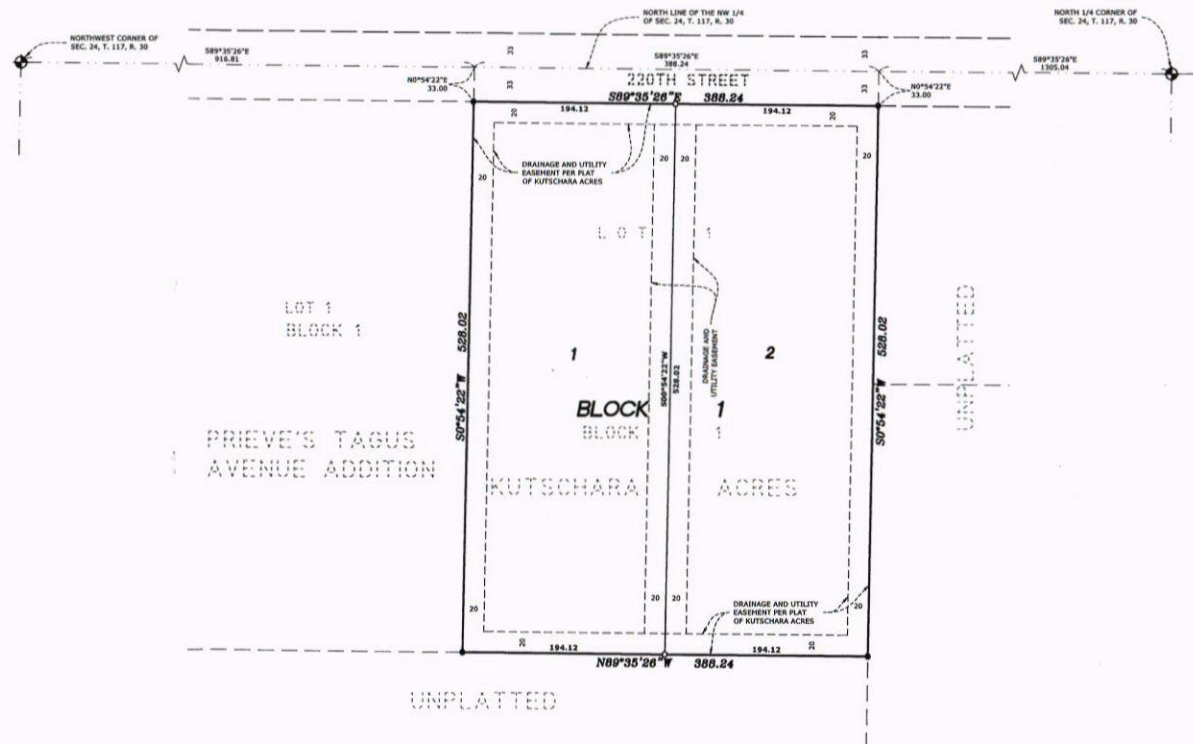 NORTH LINE OF THE NW 1/4
OF SEC. 24, T. 117, R. 30
NORTH 1/4 CORNER OF
SEC. 24, T. 117, R. 30
NORTHWEST CORNER OF
SEC. 24, T. 117, R. 30
S89°35'26"E
916.81
33
S89°35'26"E
388.24
33
S89°35'26"E
1305.04
N0°54'22"E
33.00
33
220TH STREET
33
N0°54'22"E
33.00
S89°35'26"E 388.24
20
194.12
194.12
20
20
20
20
20
DRAINAGE AND UTILITY
EASEMENT PER PLAT
OF KUTSCHARA ACRES
LOT 1
LOT 1
BLOCK 1
S0°54'22"W 528.02
1
S00°54'22"W
528.02
DRAINAGE AND
UTILITY EASEMENT
2
S0°54'22"W 528.02
UNPLATTED
BLOCK 1
BLOCK 1
PRIEVE'S TAGUS
AVENUE ADDITION
KUTSCHARA ACRES
20
20
20
DRAINAGE AND UTILITY
EASEMENT PER PLAT
OF KUTSCHARA ACRES
20
20
194.12
194.12
20
N89°35'26"W 388.24
UNPLATTED